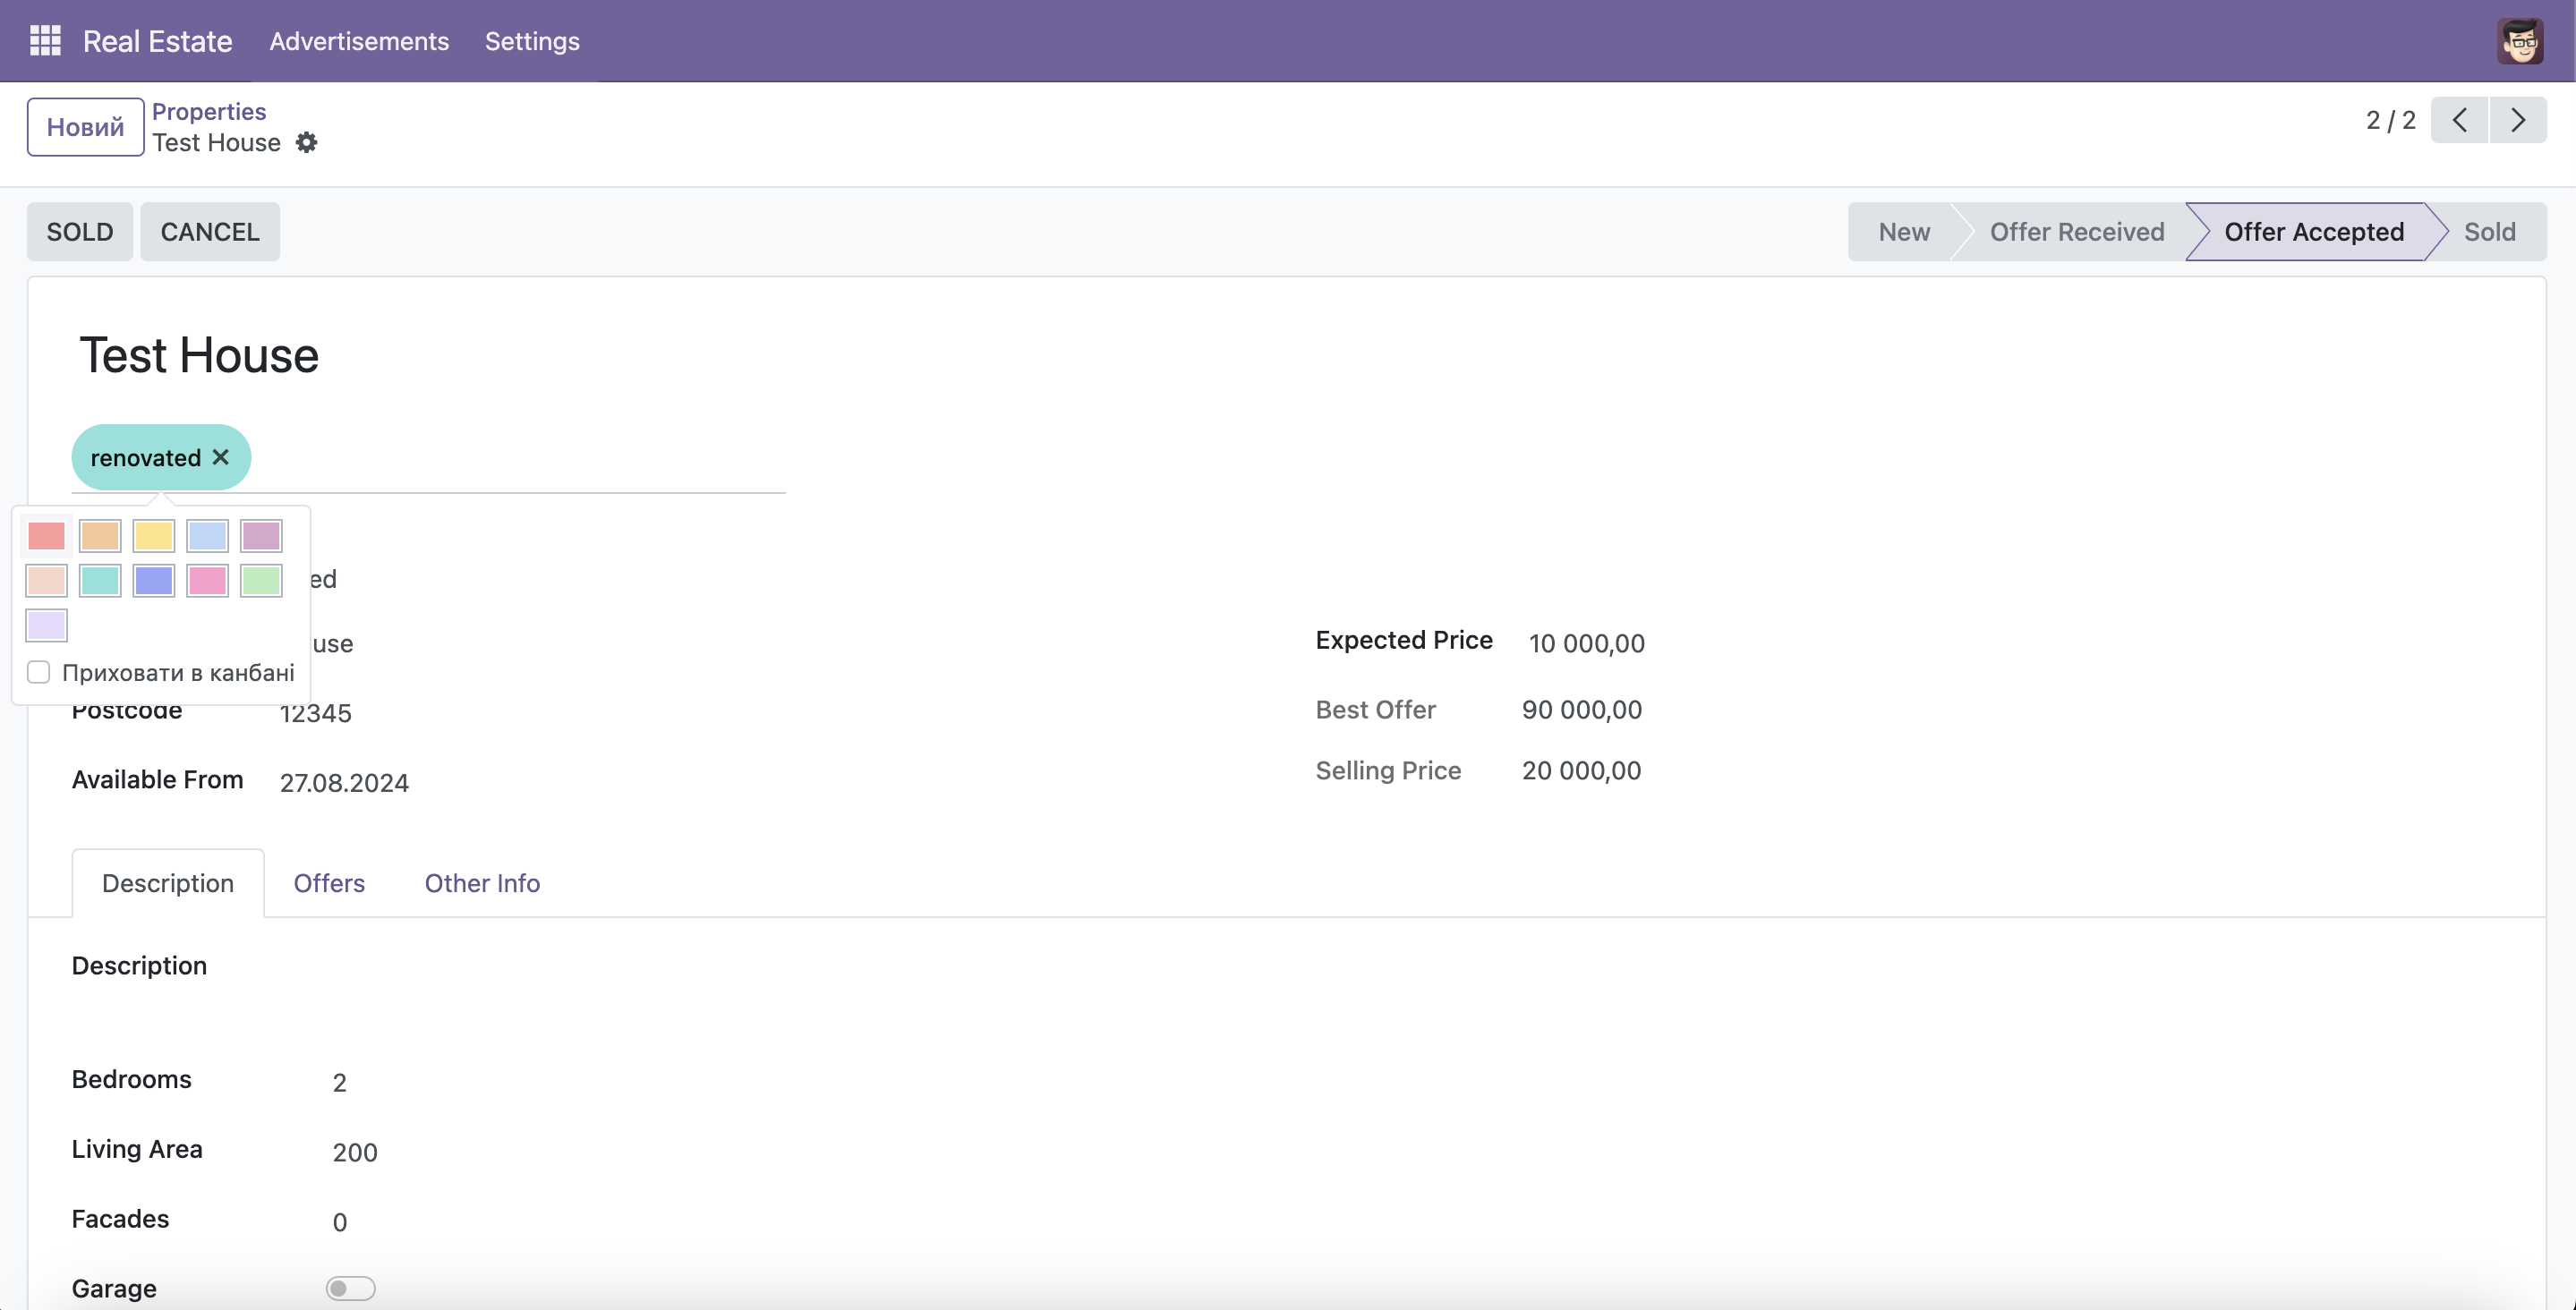 Real Estate Advertisements Settings
Новий
Properties
Test House
2 / 2
SOLD CANCEL
New Offer Received Offer Accepted Sold
Test House
renovated
Приховати в канбані
Postcode 12345
Available From 27.08.2024
Expected Price 10 000,00
Best Offer 90 000,00
Selling Price 20 000,00
Description Offers Other Info
Description
Bedrooms 2
Living Area 200
Facades 0
Garage